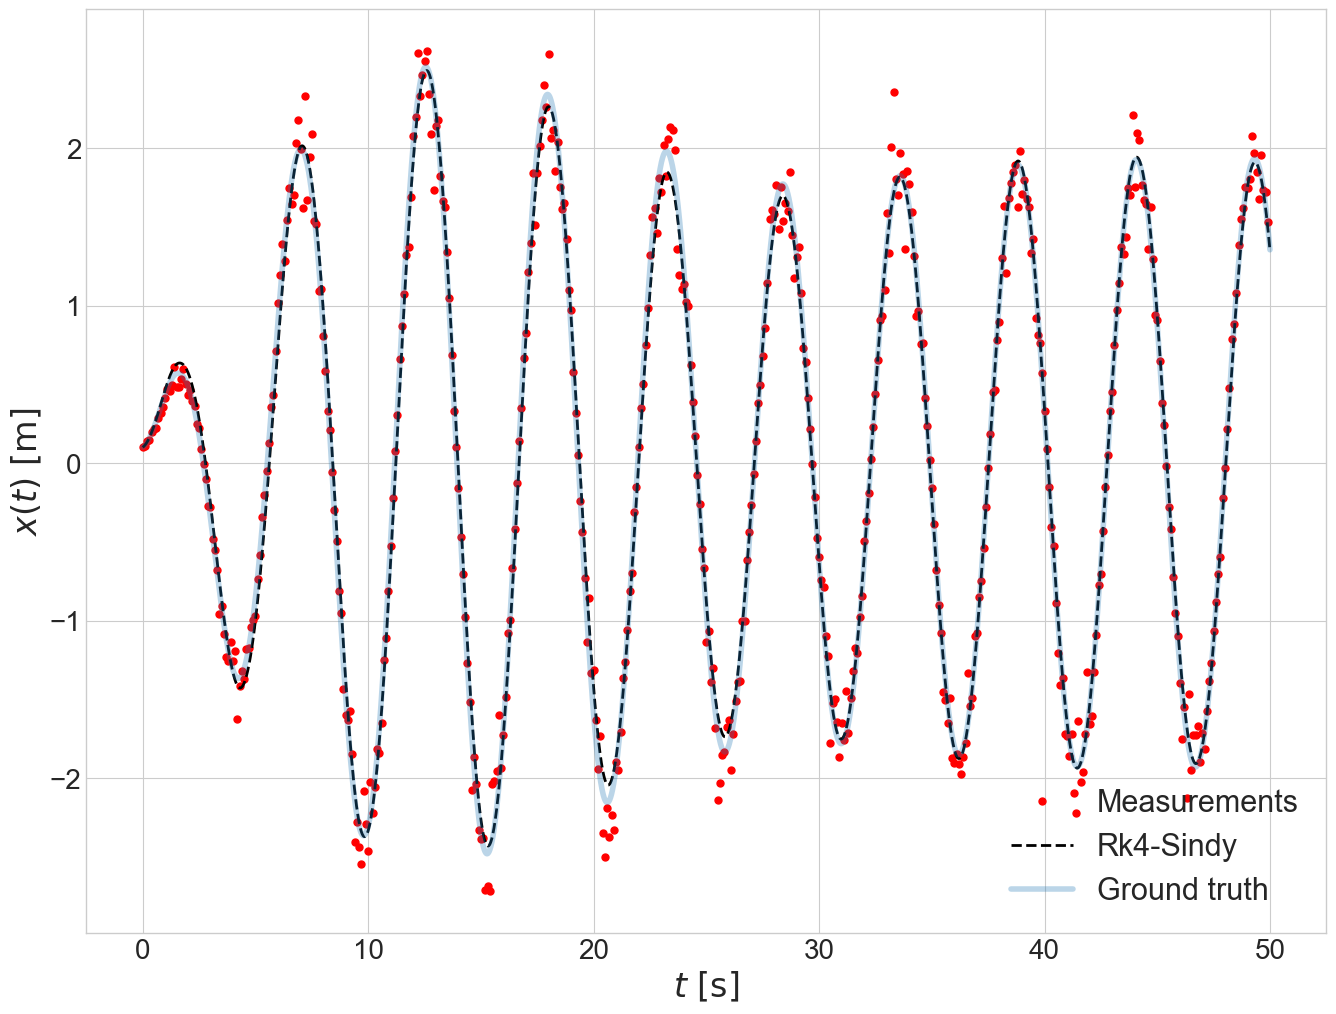 2
1
0
−1
−2
x(t) [m]
0 10 20 30 40 50
t [s]
Measurements
Rk4-Sindy
Ground truth